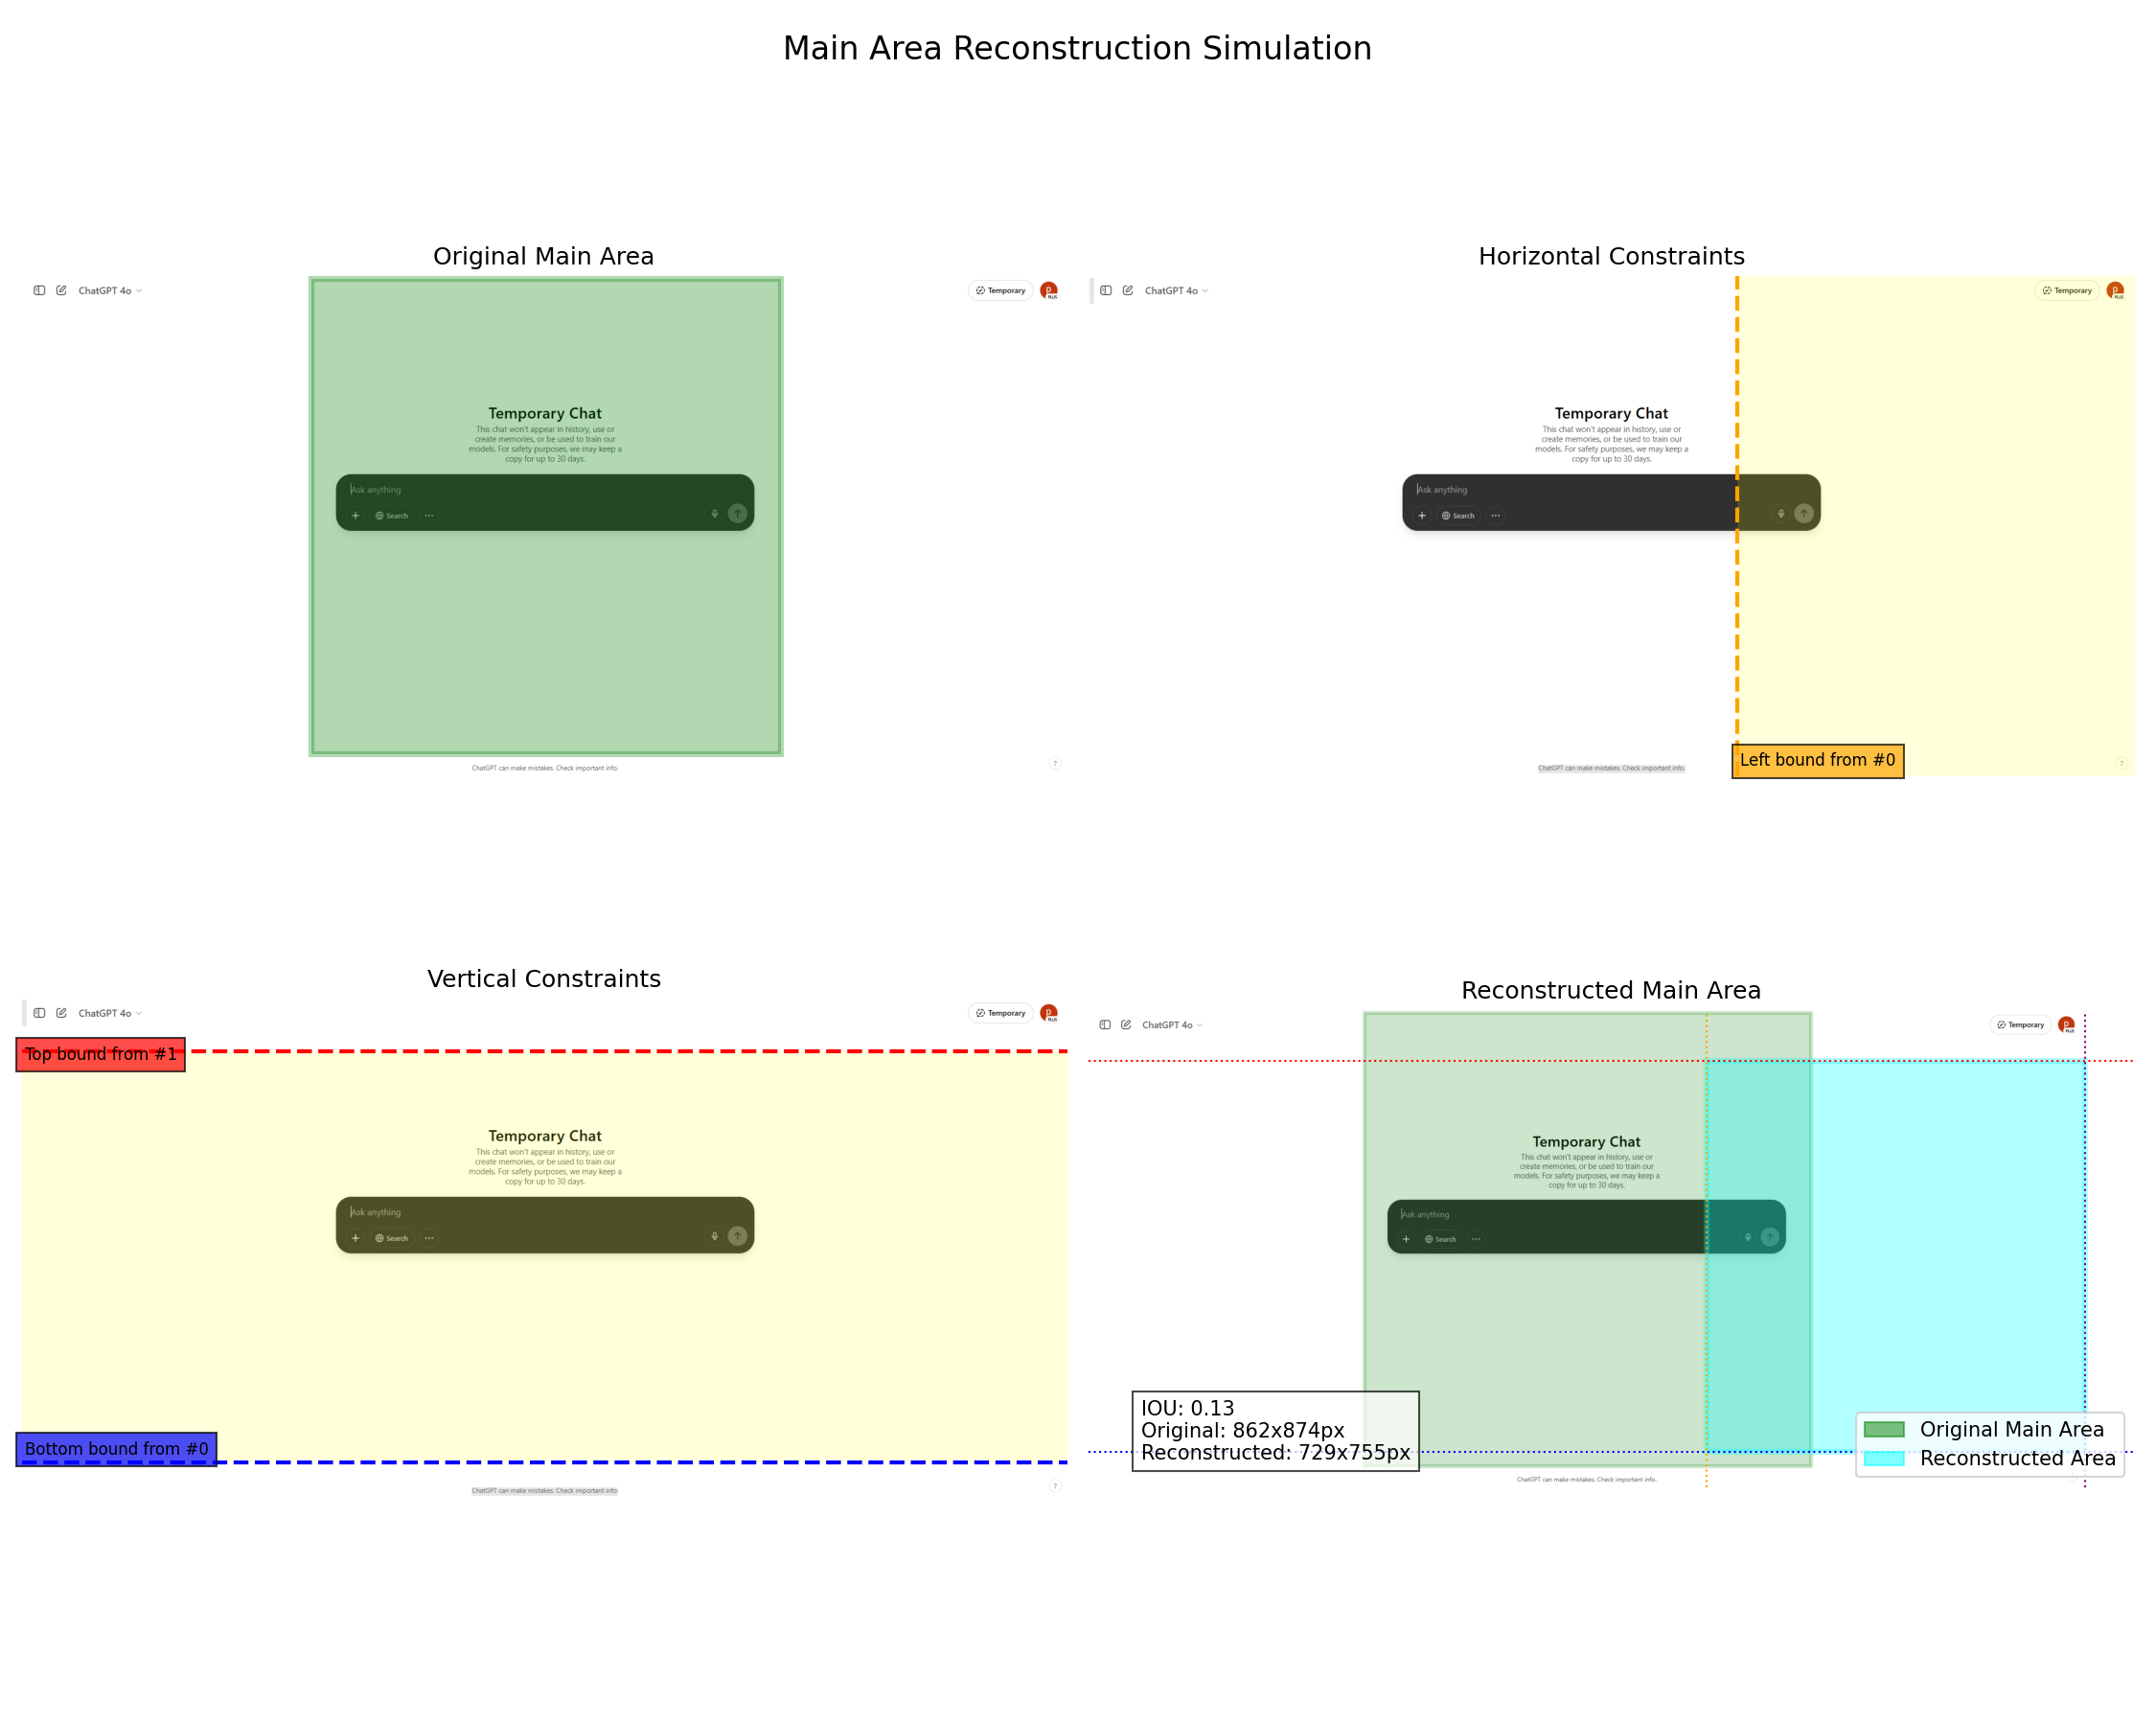 Main Area Reconstruction Simulation
Original Main Area
ChatGPT 4o
Temporary
P
PLUS
Temporary Chat
This chat won't appear in history, use or
create memories, or be used to train our
models. For safety purposes, we may keep a
copy for up to 30 days.
Ask anything
Search
ChatGPT can make mistakes. Check important info.
?
Horizontal Constraints
ChatGPT 4o
Temporary
P
PLUS
Temporary Chat
This chat won't appear in history, use or
create memories, or be used to train our
models. For safety purposes, we may keep a
copy for up to 30 days.
Ask anything
Search
Left bound from #0
ChatGPT can make mistakes. Check important info.
?
Vertical Constraints
ChatGPT 4o
Temporary
P
PLUS
Top bound from #1
Temporary Chat
This chat won't appear in history, use or
create memories, or be used to train our
models. For safety purposes, we may keep a
copy for up to 30 days.
Ask anything
Search
Bottom bound from #0
ChatGPT can make mistakes. Check important info.
?
Reconstructed Main Area
ChatGPT 4o
Temporary
P
PLUS
Temporary Chat
This chat won't appear in history, use or
create memories, or be used to train our
models. For safety purposes, we may keep a
copy for up to 30 days.
Ask anything
Search
IOU: 0.13
Original: 862x874px
Reconstructed: 729x755px
Original Main Area
Reconstructed Area
ChatGPT can make mistakes. Check important info.